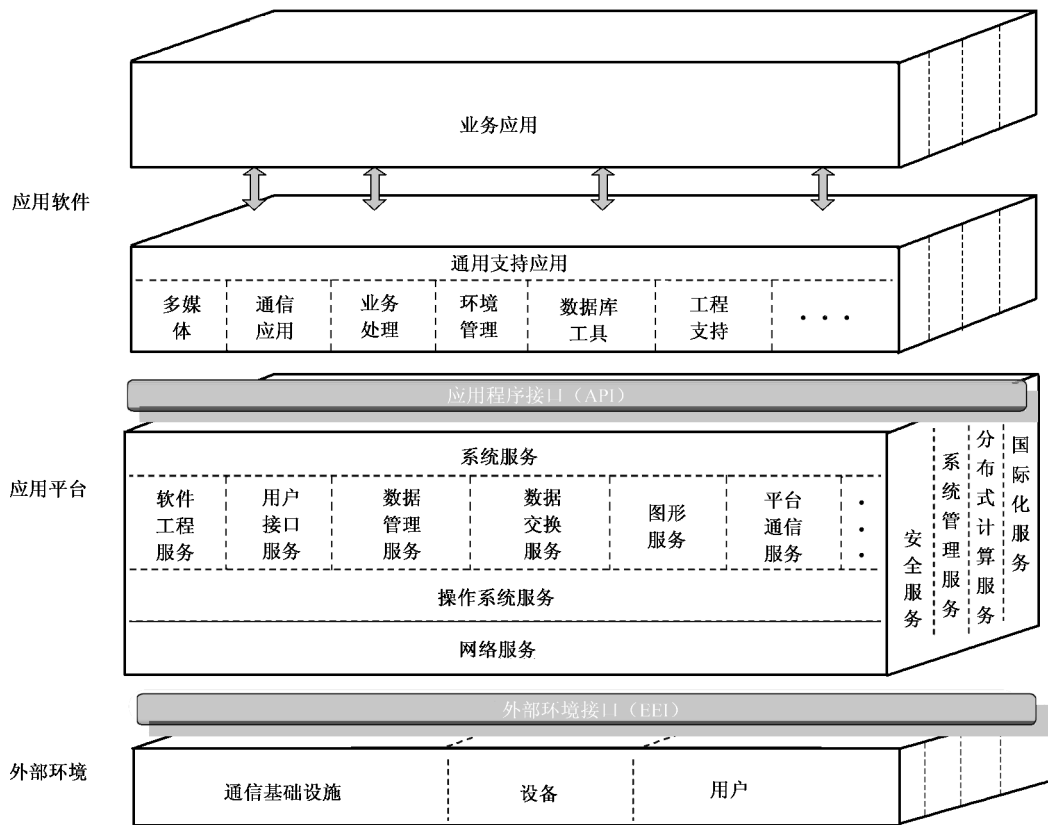 业务应用
应用软件
通用支持应用
多媒
体
通信
应用
业务
处理
环境
管理
数据库
工具
工程
支持
···
应用程序接口（API）
应用平台
系统服务
软件
工程
服务
用户
接口
服务
数据
管理
服务
数据
交换
服务
图形
服务
平台
通信
服务
···
操作系统服务
网络服务
安全服务
系统管理服务
分布式计算服务
国际化服务
外部环境接口（EEI）
外部环境
通信基础设施
设备
用户